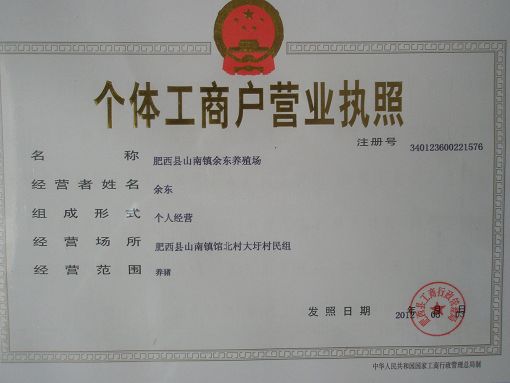 个体工商户营业执照
注册号 340123600221576
名称 肥西县山南镇余东养殖场
经营者姓名 余东
组成形式 个人经营
经营场所 肥西县山南镇馆北村大圩村民组
经营范围 养猪
发照日期 年 月 日
中华人民共和国国家工商行政管理总局制